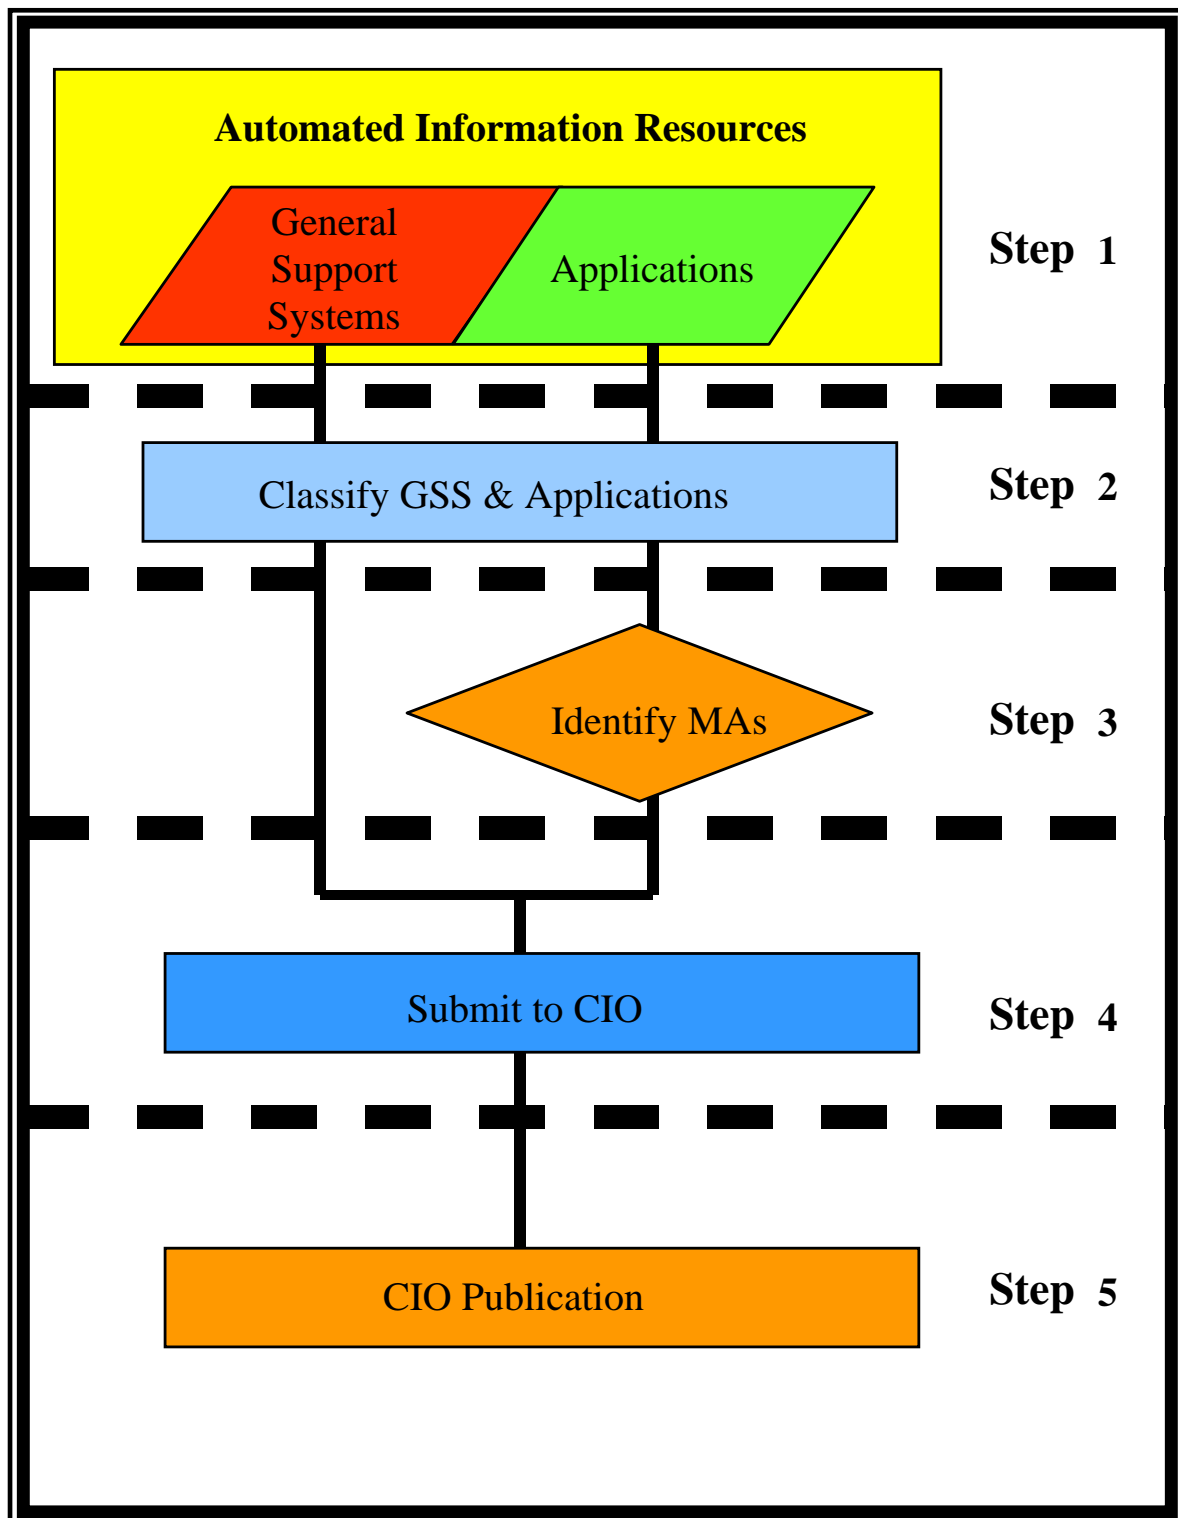 Automated Information Resources
General
Support
Systems
Applications
Step 1
Classify GSS & Applications
Step 2
Identify MAs
Step 3
Submit to CIO
Step 4
CIO Publication
Step 5